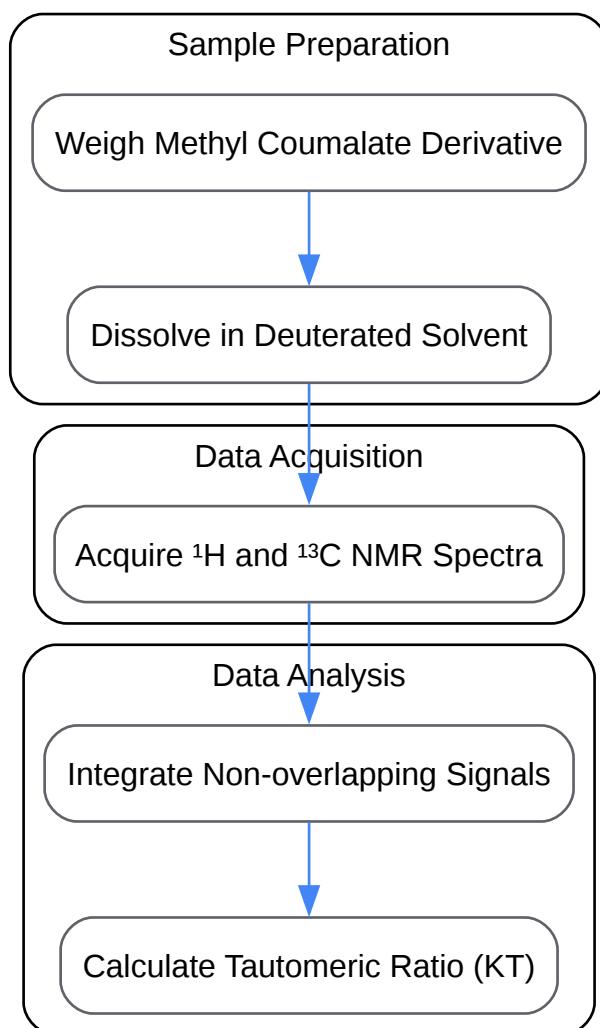 Sample Preparation
Weigh Methyl Coumalate Derivative
Dissolve in Deuterated Solvent
Data Acquisition
Acquire ¹H and ¹³C NMR Spectra
Data Analysis
Integrate Non-overlapping Signals
Calculate Tautomeric Ratio (KT)